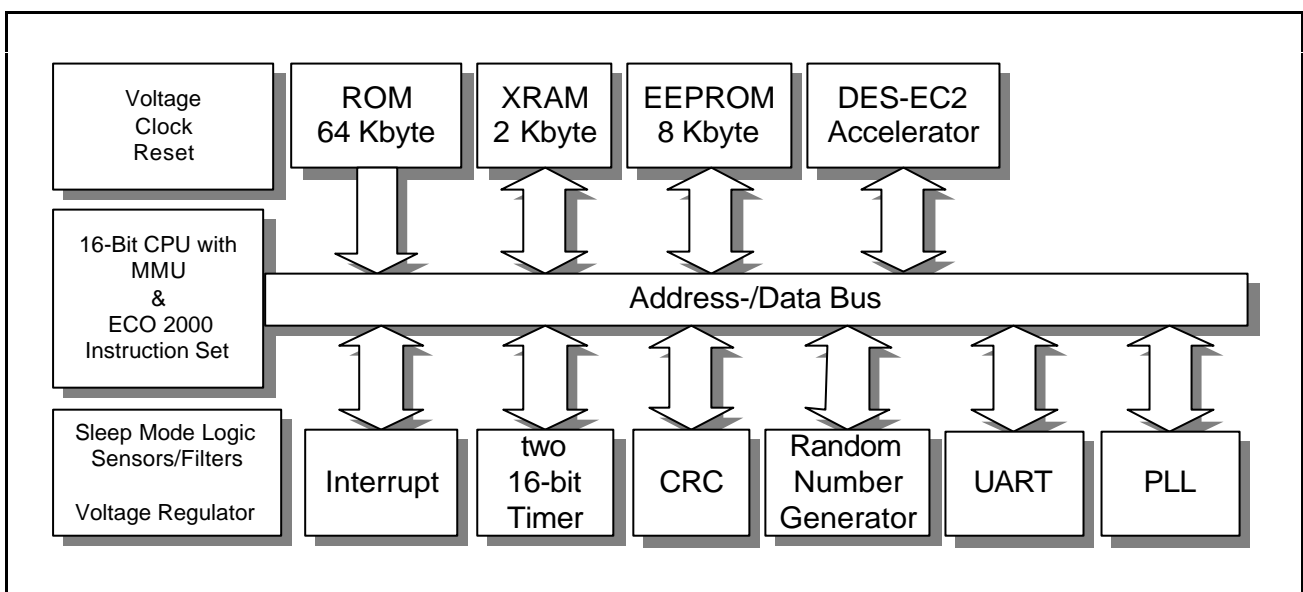 Voltage
Clock
Reset
ROM
64 Kbyte
XRAM
2 Kbyte
EEPROM
8 Kbyte
DES-EC2
Accelerator
16-Bit CPU with
MMU
&
ECO 2000
Instruction Set
Address-/Data Bus
Sleep Mode Logic
Sensors/Filters
Voltage Regulator
Interrupt
two
16-bit
Timer
CRC
Random
Number
Generator
UART
PLL